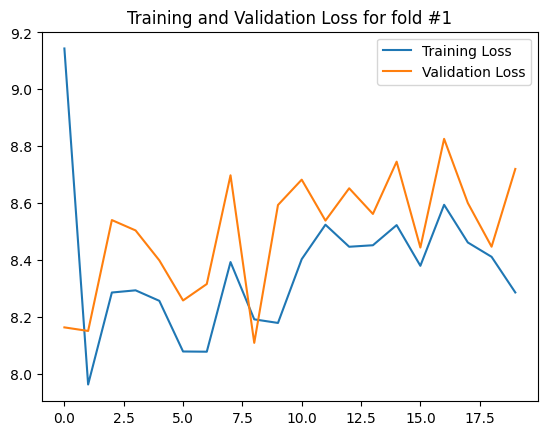 Training and Validation Loss for fold #1
9.2
Training Loss
Validation Loss
9.0
8.8
8.6
8.4
8.2
8.0
0.0 2.5 5.0 7.5 10.0 12.5 15.0 17.5